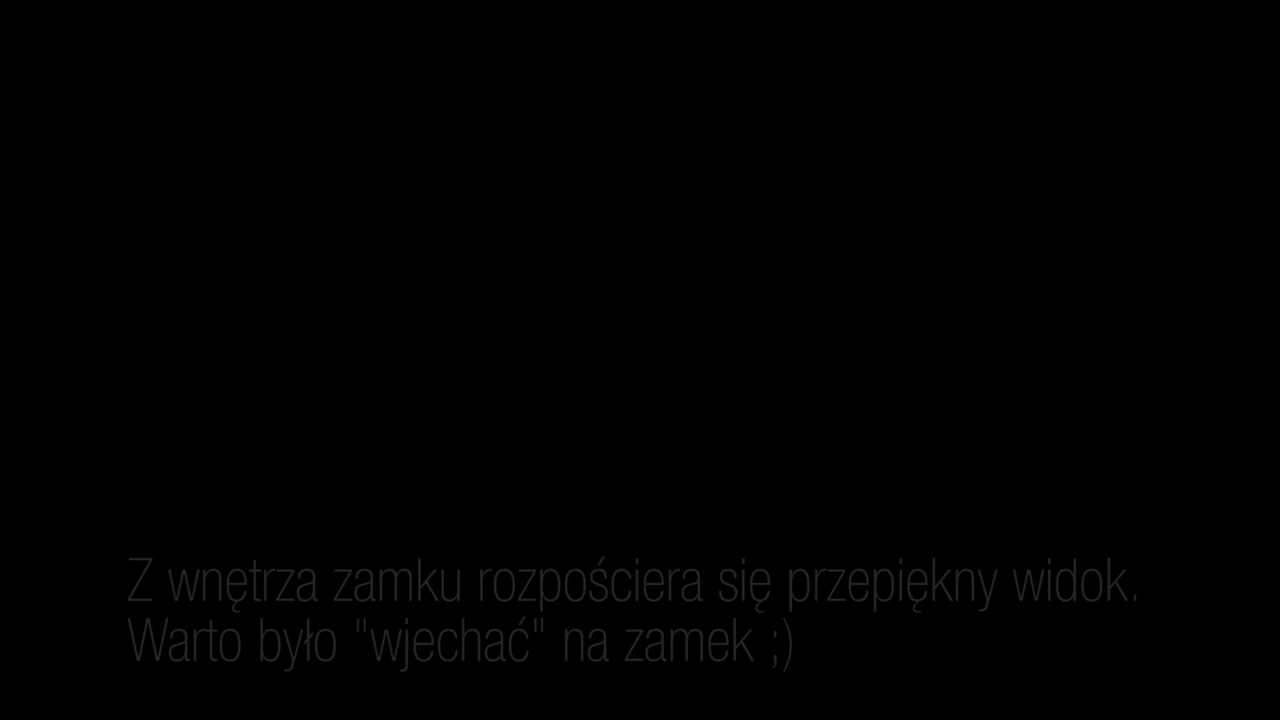 Z wnętrza zamku rozpościera się przepiękny widok.
Warto było "wjechać" na zamek ;)